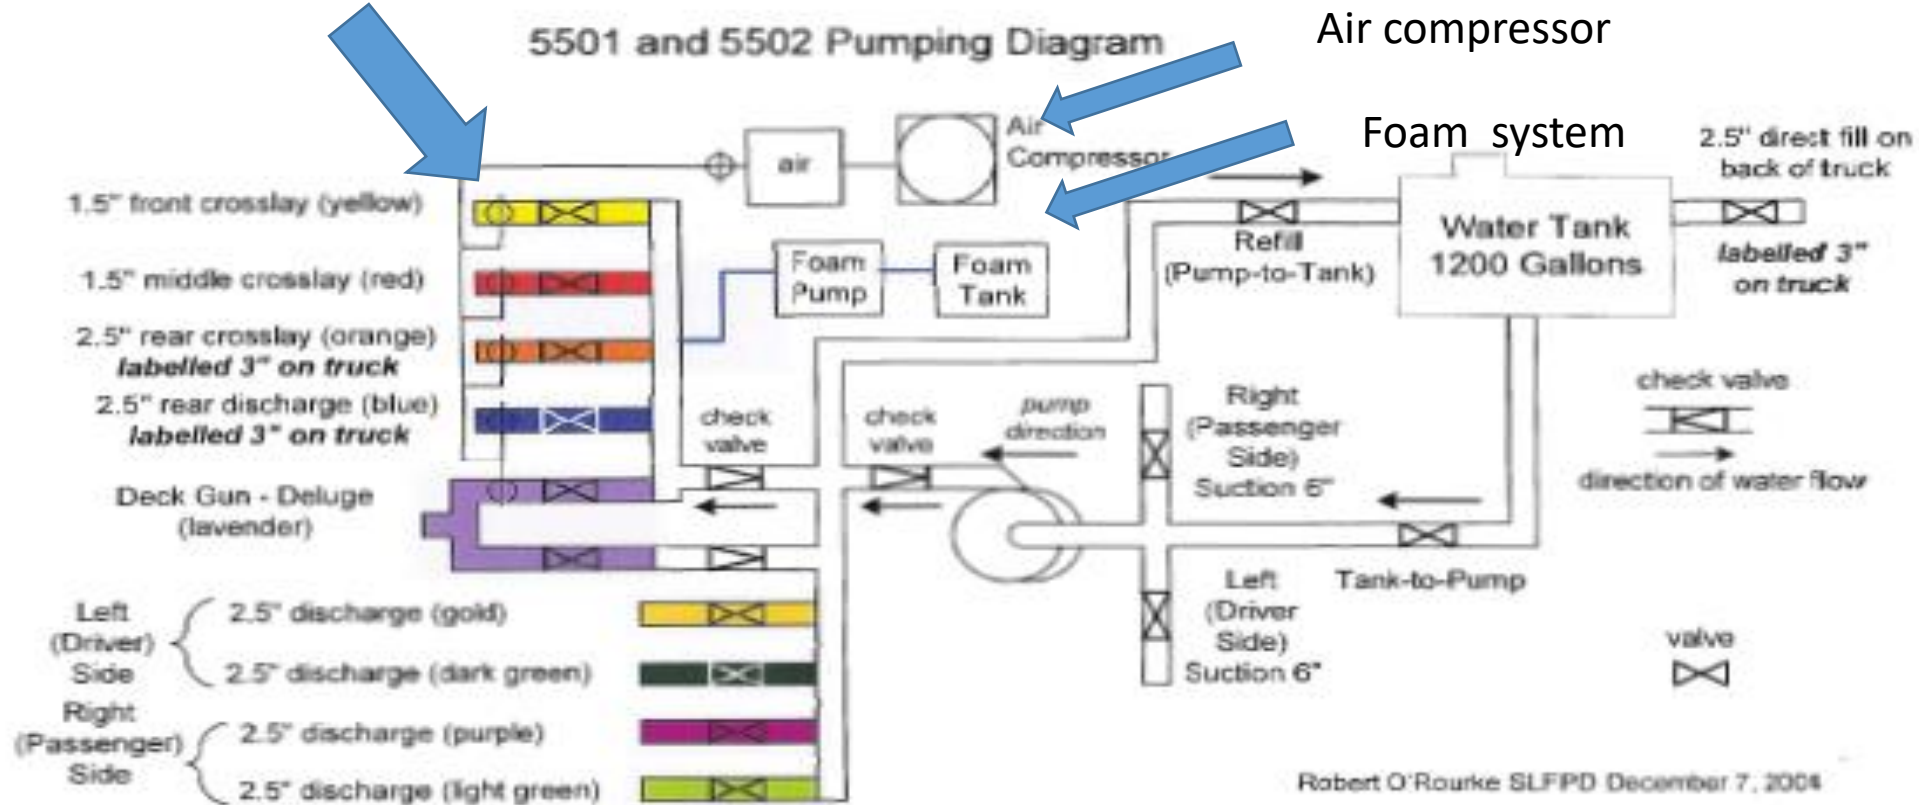 Air compressor
5501 and 5502 Pumping Diagram
Foam system
Air
Compressor
air
2.5" direct fill on
back of truck
1.5" front crosslay (yellow)
Water Tank
1200 Gallons
Refill
(Pump-to-Tank)
labelled 3"
on truck
Foam
Pump
Foam
Tank
1.5" middle crosslay (red)
2.5" rear crosslay (orange)
labelled 3" on truck
2.5" rear discharge (blue)
labelled 3" on truck
check
valve
check
valve
pump
direction
Right
(Passenger
Side)
Suction 6"
check valve
direction of water flow
Deck Gun - Deluge
(lavender)
Tank-to-Pump
Left
(Driver
Side)
Suction 6"
valve
Left
(Driver)
Side
2.5" discharge (gold)
2.5" discharge (dark green)
Right
(Passenger)
Side
2.5" discharge (purple)
2.5" discharge (light green)
Robert O'Rourke SLFPD December 7, 2004